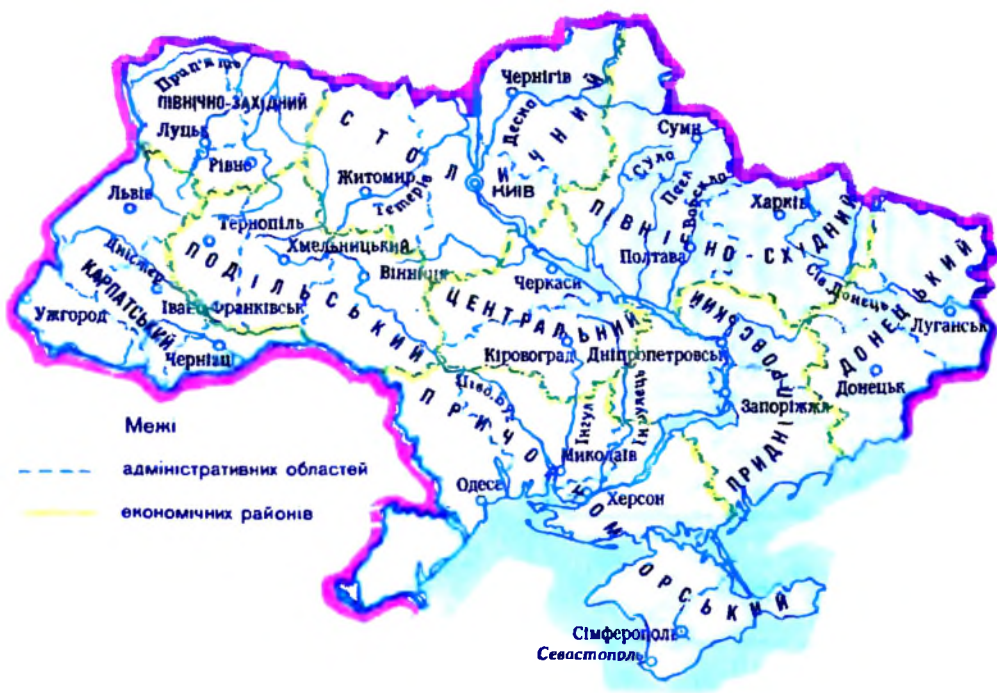 Прип'ять
Чернігів
ПІВНІЧНО-ЗАХІДНИЙ
СТОЛИЧНИЙ
Десна
Суми
Луцьк
Рівне
Сула
Псел
Ворскла
Житомир
КИЇВ
Тетерів
Львів
Харків
ПІВНІЧНО-СХІДНИЙ
Тернопіль
Хмельницький
Полтава
Вінниця
Дністер
Черкаси
Сів. Донець
ПОДІЛЬСЬКИЙ
КАРПАТСЬКИЙ
Івано-Франківськ
ЦЕНТРАЛЬНИЙ
Ужгород
Луганськ
Чернівці
Кіровоград
Дніпропетровськ
ДОНЕЦЬКИЙ
Донецьк
Півд. Буг
Інгул
Інгулець
Запоріжжя
ПРИДНІПРОВСЬКИЙ
Межі
адміністративних областей
економічних районів
Миколаїв
Одеса
Херсон
ПРИЧОРНОМОРСЬКИЙ
Сімферополь
Севастополь